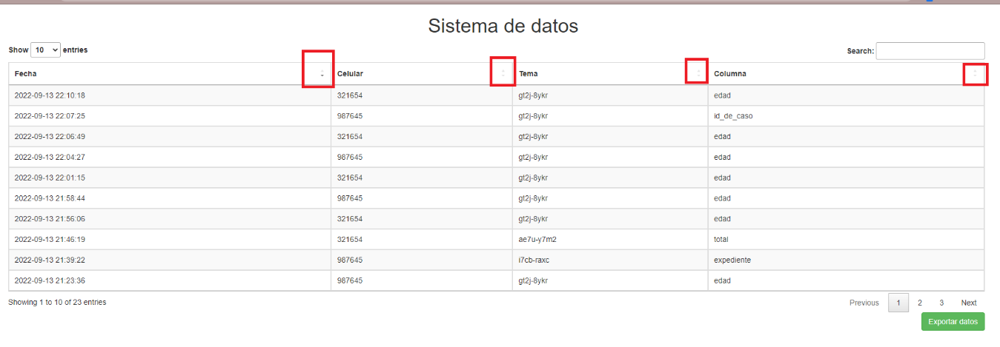 Sistema de datos
Show 10 entries
Search:
Fecha Celular Tema Columna
2022-09-13 22:10:18 321654 gt2j-8ykr edad
2022-09-13 22:07:25 987645 gt2j-8ykr id_de_caso
2022-09-13 22:06:49 321654 gt2j-8ykr edad
2022-09-13 22:04:27 987645 gt2j-8ykr edad
2022-09-13 22:01:15 321654 gt2j-8ykr edad
2022-09-13 21:58:44 987645 gt2j-8ykr edad
2022-09-13 21:56:06 321654 gt2j-8ykr edad
2022-09-13 21:46:19 321654 ae7u-y7m2 total
2022-09-13 21:39:22 987645 i7cb-raxc expediente
2022-09-13 21:23:36 987645 gt2j-8ykr edad
Showing 1 to 10 of 23 entries
Previous 1 2 3 Next
Exportar datos